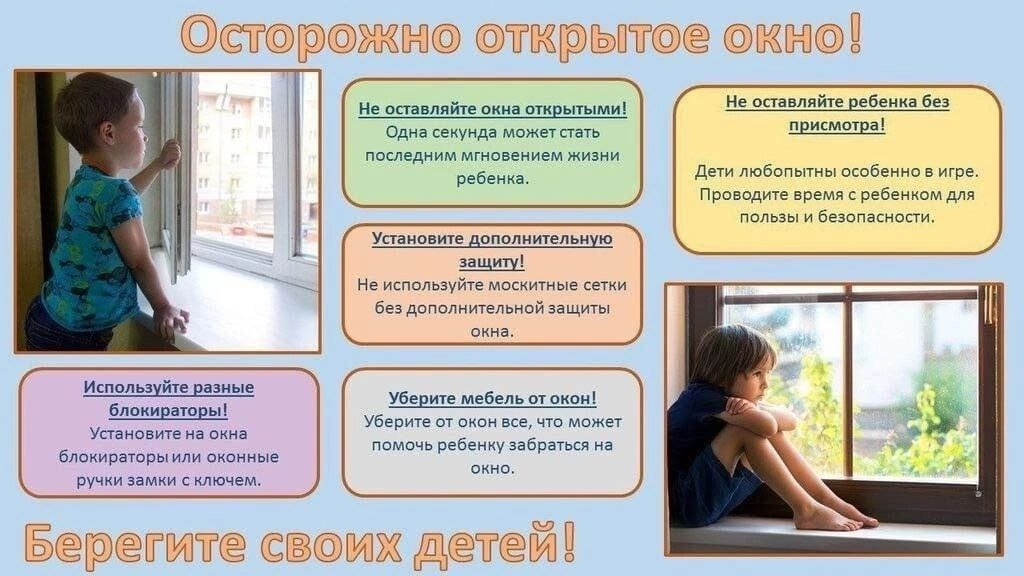 Осторожно открытое окно!
Не оставляйте окна открытыми!
Одна секунда может стать
последним мгновением жизни
ребенка.
Не оставляйте ребенка без
присмотра!
Дети любопытны особенно в игре.
Проводите время с ребенком для
пользы и безопасности.
Установите дополнительную
защиту!
Не используйте москитные сетки
без дополнительной защиты
окна.
Используйте разные
блокираторы!
Установите на окна
блокираторы или оконные
ручки замки с ключем.
Уберите мебель от окон!
Уберите от окон все, что может
помочь ребенку забраться на
окно.
Берегите своих детей!